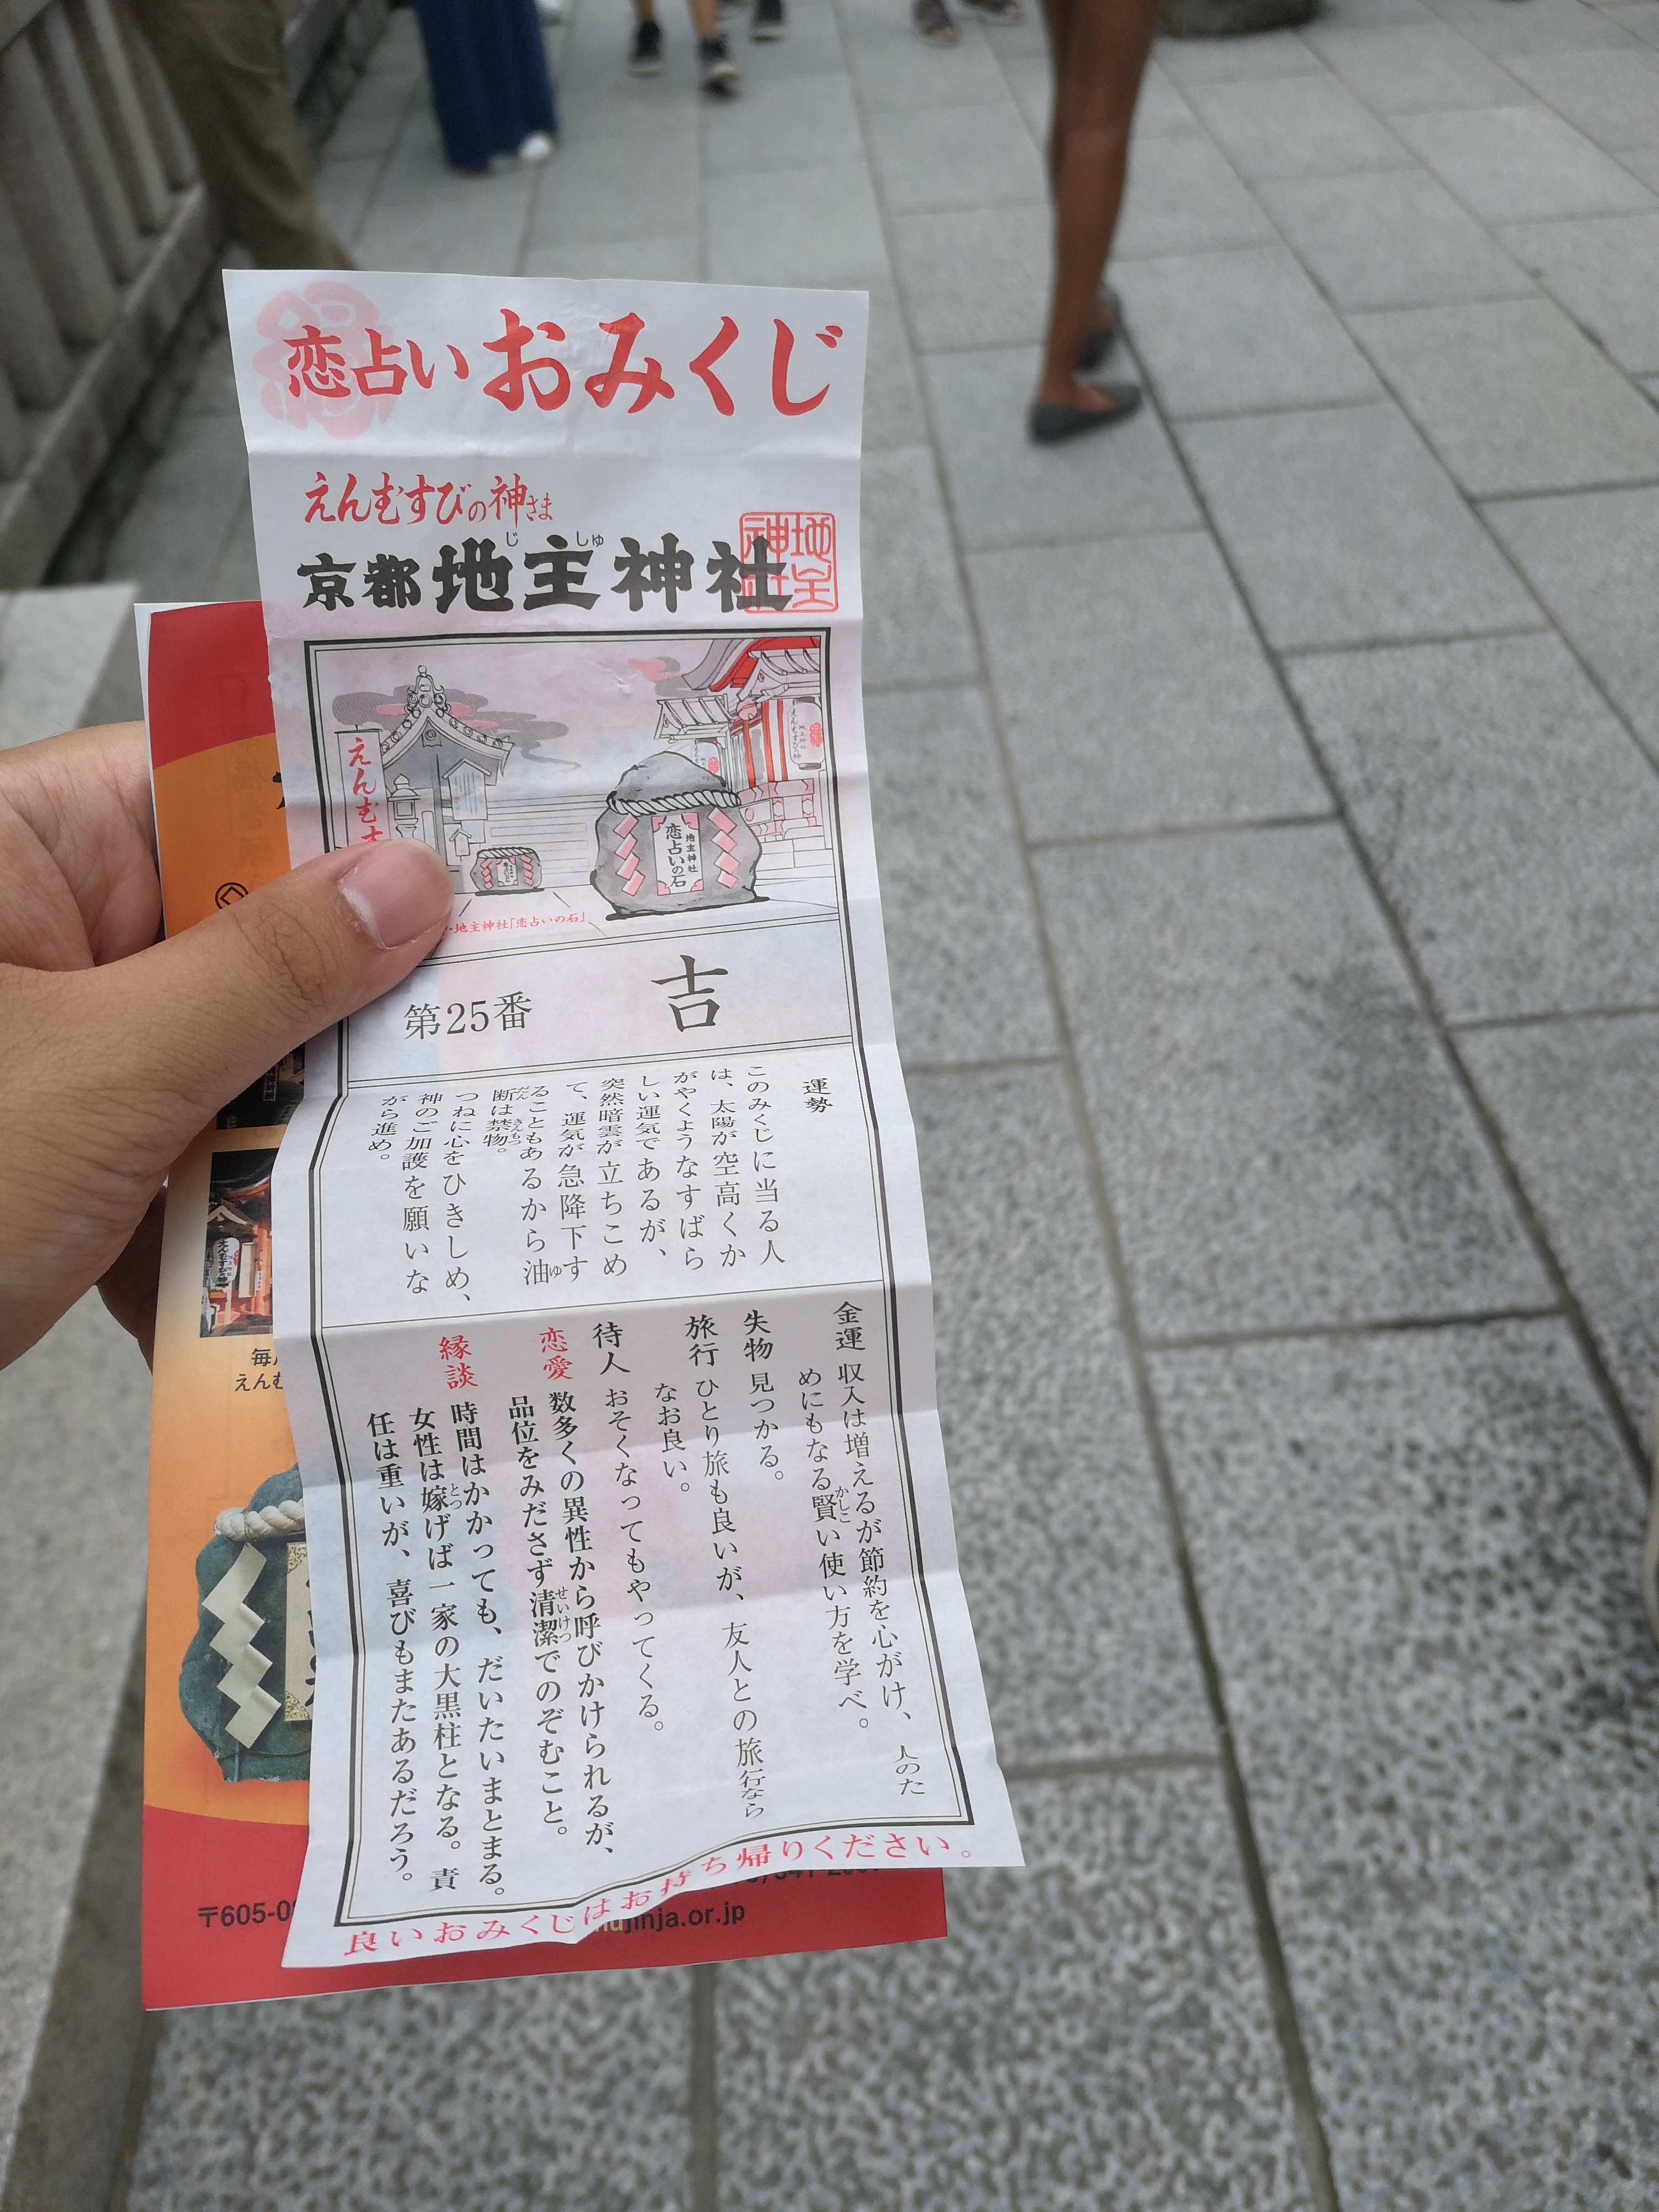 恋占いおみくじ
えんむすびの神さま
京都地主神社
じしゅ
地主神社
えんむす
えんむすびの神
地主神社
恋占いの石
地主神社「恋占いの石」
第25番
吉
運勢
このみくじに当る人
は、太陽が空高くか
がやくようなすばら
しい運気であるが、
突然暗雲が立ちこめ
て、運気が急降下す
ることもあるから油
断は禁物。
つねに心をひきしめ、
神のご加護を願いな
がら進め。
金運 収入は増えるが節約を心がけ、人のた
めにもなる賢い使い方を学べ。
失物 見つかる。
旅行 ひとり旅も良いが、友人との旅行なら
なお良い。
待人 おそくなってもやってくる。
恋愛 数多くの異性から呼びかけられるが、
品位をみださず清潔でのぞむこと。
縁談 時間はかかっても、だいたいまとまる。
女性は嫁げば一家の大黒柱となる。責
任は重いが、喜びもまたあるだろう。
良いおみくじはお持ち帰りください。
毎月
えんむ
〒605-0
jinja.or.jp